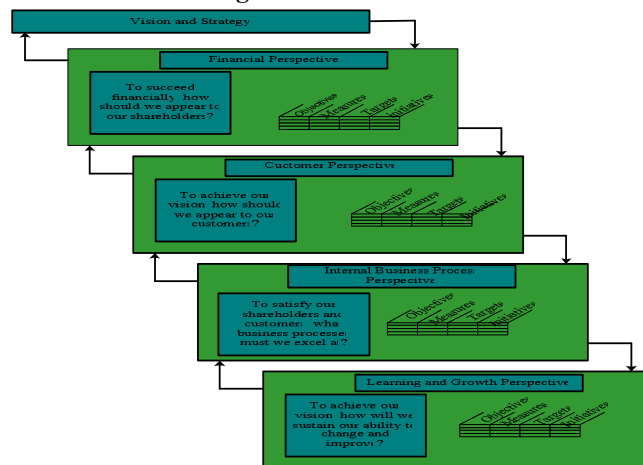 Vision and Strategy
Financial Perspective
To succeed
financially how
should we appear to
our shareholders?
Objectives
Measures
Targets
Initiatives
Customer Perspective
To achieve our
vision how should
we appear to our
customers?
Objectives
Measures
Targets
Initiatives
Internal Business Process
Perspective
To satisfy our
shareholders and
customers what
business processes
must we excel at?
Objectives
Measures
Targets
Initiatives
Learning and Growth Perspective
To achieve our
vision how will we
sustain our ability to
change and
improve?
Objectives
Measures
Targets
Initiatives